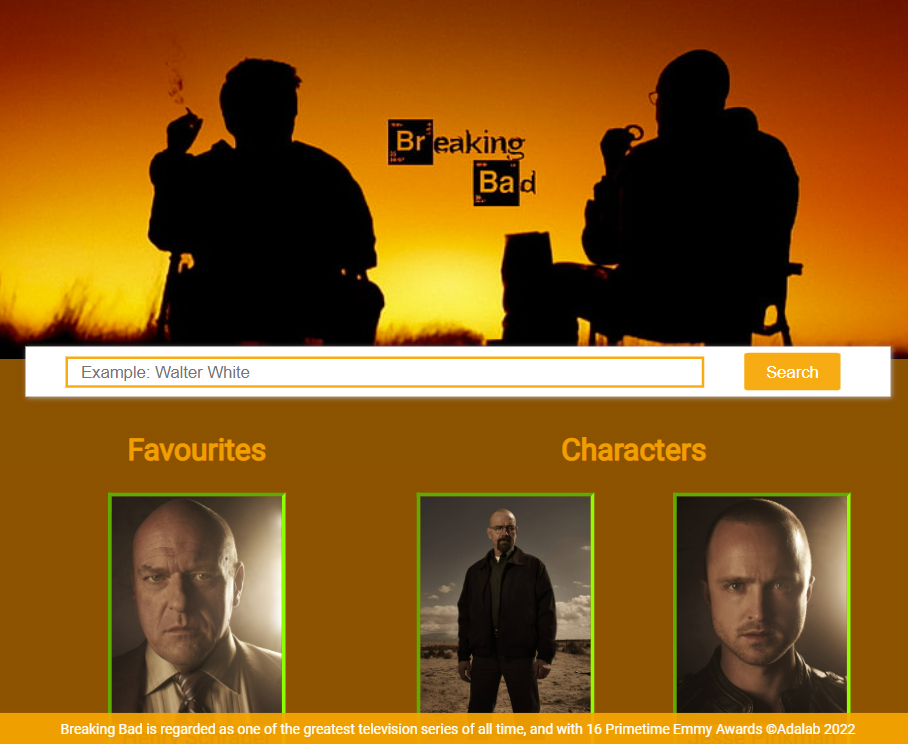 Breaking
Bad
Example: Walter White
Search
Favourites
Characters
Breaking Bad is regarded as one of the greatest television series of all time, and with 16 Primetime Emmy Awards ©Adalab 2022